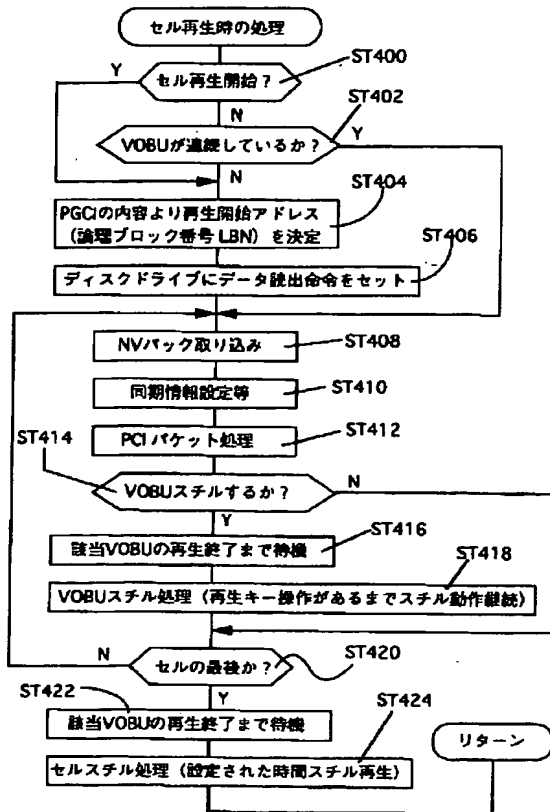 セル再生時の処理
ST400
Y
セル再生開始?
N
ST402
VOBUが連続しているか?
Y
N
ST404
PGCIの内容より再生開始アドレス
(論理ブロック番号LBN)を決定
ST406
ディスクドライブにデータ読出命令をセット
NVパック取り込み
ST408
同期情報設定等
ST410
PCIパケット処理
ST412
ST414
VOBUスチルするか?
N
Y
ST416
該当VOBUの再生終了まで待機
ST418
VOBUスチル処理(再生キー操作があるまでスチル動作継続)
N
セルの最後か?
ST420
ST422
Y
該当VOBUの再生終了まで待機
ST424
セルスチル処理(設定された時間スチル再生)
リターン